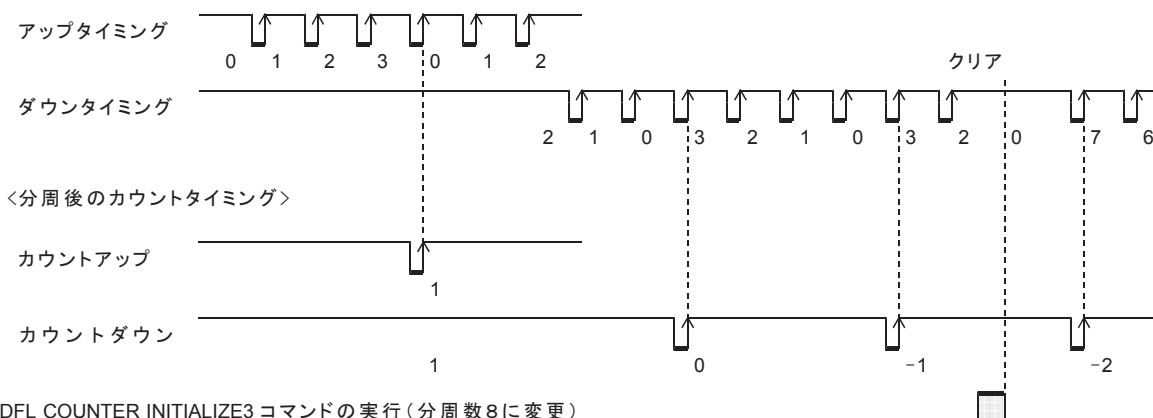 アップタイミング
0 1 2 3 0 1 2
クリア
ダウンタイミング
2 1 0 3 2 1 0 3 2 0 7 6
<分周後のカウントタイミング>
カウントアップ
1
カウントダウン
1 0 -1 -2
DFL COUNTER INITIALIZE3 コマンドの実行(分周数8に変更)